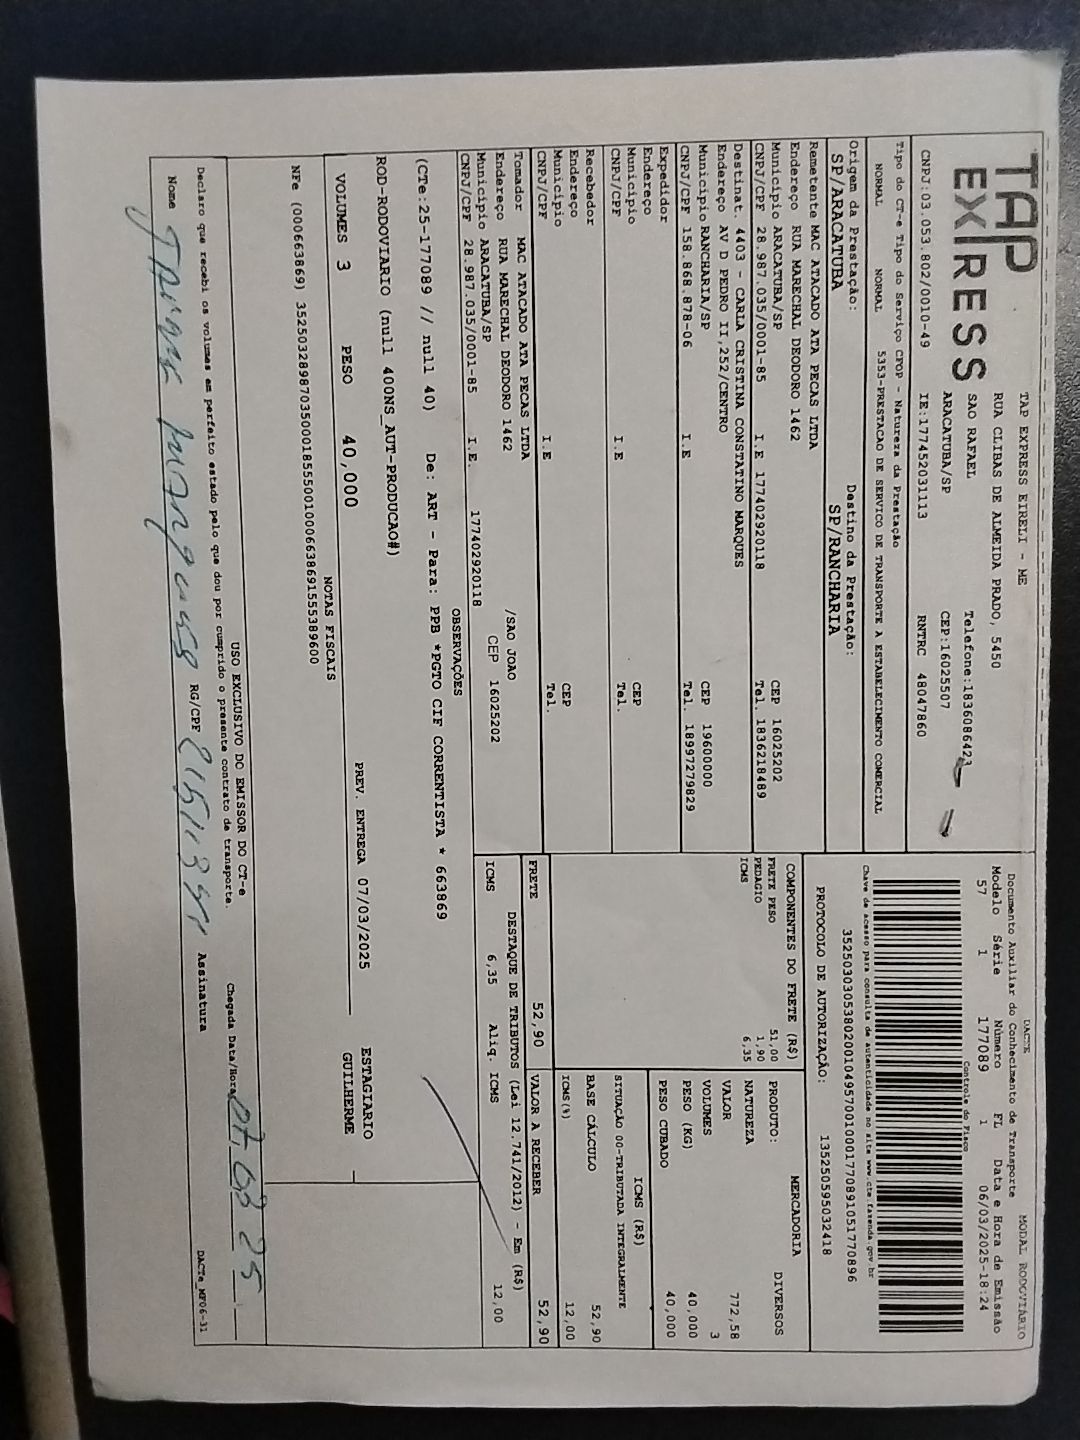 TAP
EXPRESS
TAP EXPRESS EIRELI - ME
RUA CLIBAS DE ALMEIDA PRADO, 5450
SAO RAFAEL Telefone:1836086423
ARACATUBA/SP CEP:16025507
CNPJ:03.053.802/0010-49 IE:177452031113 RNTRC 48047860
DACTE MODAL RODOVIÁRIO
Documento Auxiliar do Conhecimento de Transporte
Modelo Série Número FL Data e Hora de Emissão
57 1 177089 1 06/03/2025-18:24
Controle do Fisco
Chave de acesso para consulta de autenticidade no site www.cte.fazenda.gov.br
35250303053802001049570010001770891051770896
PROTOCOLO DE AUTORIZAÇÃO: 135250595032418
Tipo do CT-e Tipo do Serviço CFOP - Natureza da Prestação
NORMAL NORMAL 5353-PRESTACAO DE SERVICO DE TRANSPORTE A ESTABELECIMENTO COMERCIAL
Origem da Prestação: Destino da Prestação:
SP/ARACATUBA SP/RANCHARIA
Remetente MAC ATACADO ATA PECAS LTDA
Endereço RUA MARECHAL DEODORO 1462
Município ARACATUBA/SP CEP 16025202
CNPJ/CPF 28.987.035/0001-85 I.E 177402920118 Tel. 1836218489
Destinat. 4403 - CARLA CRISTINA CONSTATINO MARQUES
Endereço AV D PEDRO II,252/CENTRO
Município RANCHARIA/SP CEP 19600000
CNPJ/CPF 158.868.878-06 I.E Tel. 18997279829
Expedidor
Endereço
Município CEP
CNPJ/CPF I.E Tel.
Recebedor
Endereço
Município CEP
CNPJ/CPF I.E Tel.
Tomador MAC ATACADO ATA PECAS LTDA
Endereço RUA MARECHAL DEODORO 1462 /SAO JOAO
Município ARACATUBA/SP CEP 16025202
CNPJ/CPF 28.987.035/0001-85 I.E. 177402920118
COMPONENTES DO FRETE (R$)
FRETE PESO 51,00
PEDAGIO 1,90
ICMS 6,35
MERCADORIA
PRODUTO: DIVERSOS
NATUREZA
VALOR 772,58
VOLUMES 3
PESO (KG) 40,000
PESO CUBADO 40,000
ICMS (R$)
SITUAÇÃO 00-TRIBUTADA INTEGRALMENTE
BASE CÁLCULO 52,90
ICMS(%) 12,00
FRETE 52,90 VALOR A RECEBER 52,90
DESTAQUE DE TRIBUTOS (Lei 12.741/2012) - Em (R$)
ICMS 6,35 Aliq. ICMS 12,00
OBSERVAÇÕES
(CTe:25-177089 // null 40) De: ART - Para: PPB *PGTO CIF CORRENTISTA * 663869
ROD-RODOVIARIO (null 400NS_AUT-PRODUCAO#)
VOLUMES 3 PESO 40,000 PREV. ENTREGA 07/03/2025
ESTAGIARIO
GUILHERME
NOTAS FISCAIS
NFe (000663869) 35250328987035000185550010006638691555389600
USO EXCLUSIVO DO EMISSOR DO CT-e
Declaro que recebi os volumes em perfeito estado pelo que dou por cumprido o presente contrato de transporte.
Chegada Data/Hora 07.03 25
Nome RG/CPF Assinatura
DACTe_MF06-31